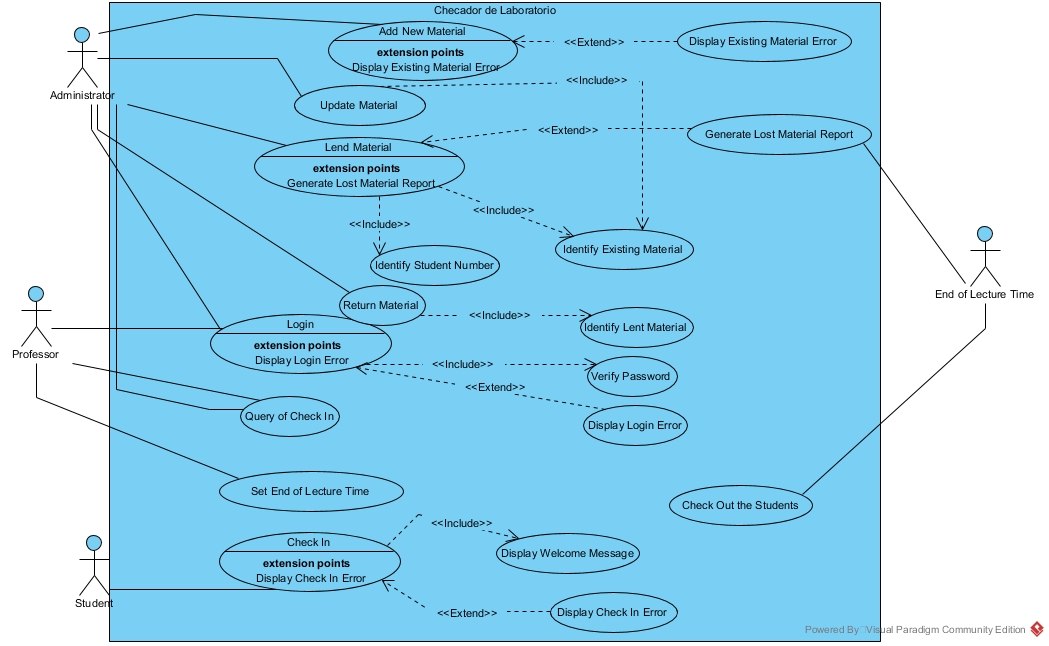 Checador de Laboratorio
Add New Material
extension points
Display Existing Material Error
<<Extend>>
Display Existing Material Error
Administrator
Update Material
<<Include>>
Lend Material
extension points
Generate Lost Material Report
<<Extend>>
Generate Lost Material Report
<<Include>>
<<Include>>
Identify Student Number
Identify Existing Material
End of Lecture Time
Return Material
<<Include>>
Identify Lent Material
Professor
Login
extension points
Display Login Error
<<Include>>
Verify Password
<<Extend>>
Display Login Error
Query of Check In
Set End of Lecture Time
Check Out the Students
Student
Check In
extension points
Display Check In Error
<<Include>>
Display Welcome Message
<<Extend>>
Display Check In Error
Powered By Visual Paradigm Community Edition